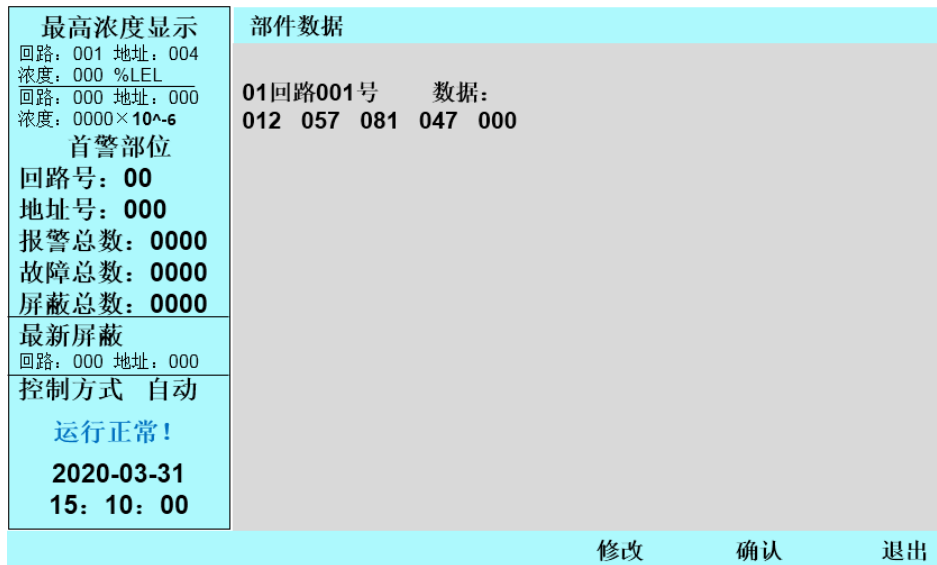 最高浓度显示
回路：001 地址：004
浓度：000 %LEL
回路：000 地址：000
浓度：0000×10^-6
首警部位
回路号：00
地址号：000
报警总数：0000
故障总数：0000
屏蔽总数：0000
最新屏蔽
回路：000 地址：000
控制方式 自动
运行正常！
2020-03-31
15：10：00
部件数据
01回路001号 数据：
012 057 081 047 000
修改 确认 退出